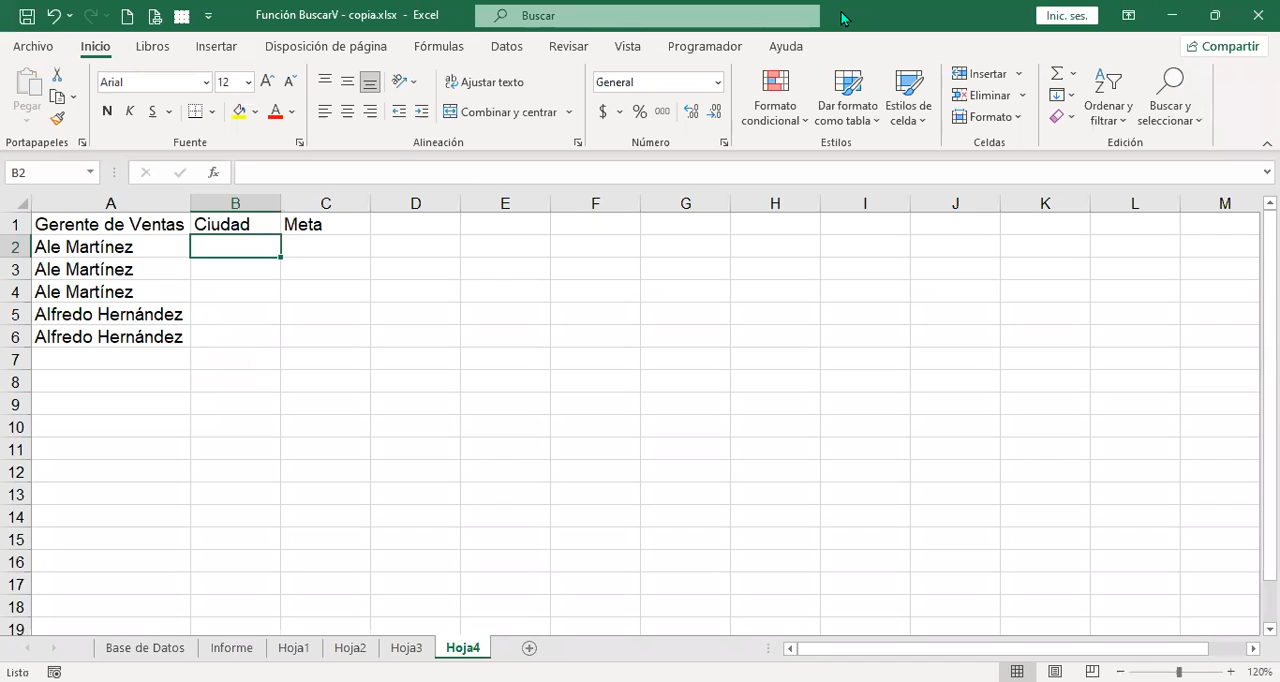 Función BuscarV - copia.xlsx - Excel
Buscar
Inic. ses.
Archivo Inicio Libros Insertar Disposición de página Fórmulas Datos Revisar Vista Programador Ayuda
Compartir
Pegar
Portapapeles
Arial 12
N K S
Fuente
Ajustar texto
Combinar y centrar
Alineación
General
$ % 000
Número
Formato condicional
Dar formato como tabla
Estilos de celda
Estilos
Insertar
Eliminar
Formato
Celdas
Ordenar y filtrar
Buscar y seleccionar
Edición
B2
fx
A B C D E F G H I J K L M
1 Gerente de Ventas Ciudad Meta
2 Ale Martínez
3 Ale Martínez
4 Ale Martínez
5 Alfredo Hernández
6 Alfredo Hernández
7
8
9
10
11
12
13
14
15
16
17
18
19
Base de Datos Informe Hoja1 Hoja2 Hoja3 Hoja4
Listo
120%